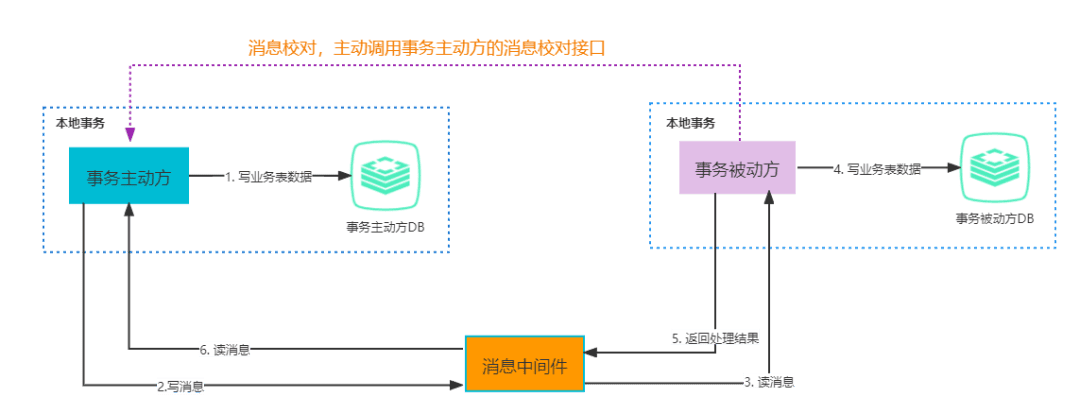 消息校对，主动调用事务主动方的消息校对接口
本地事务
本地事务
事务主动方
1. 写业务表数据
事务主动方DB
事务被动方
4. 写业务表数据
事务被动方DB
5. 返回处理结果
6. 读消息
消息中间件
2.写消息
3. 读消息